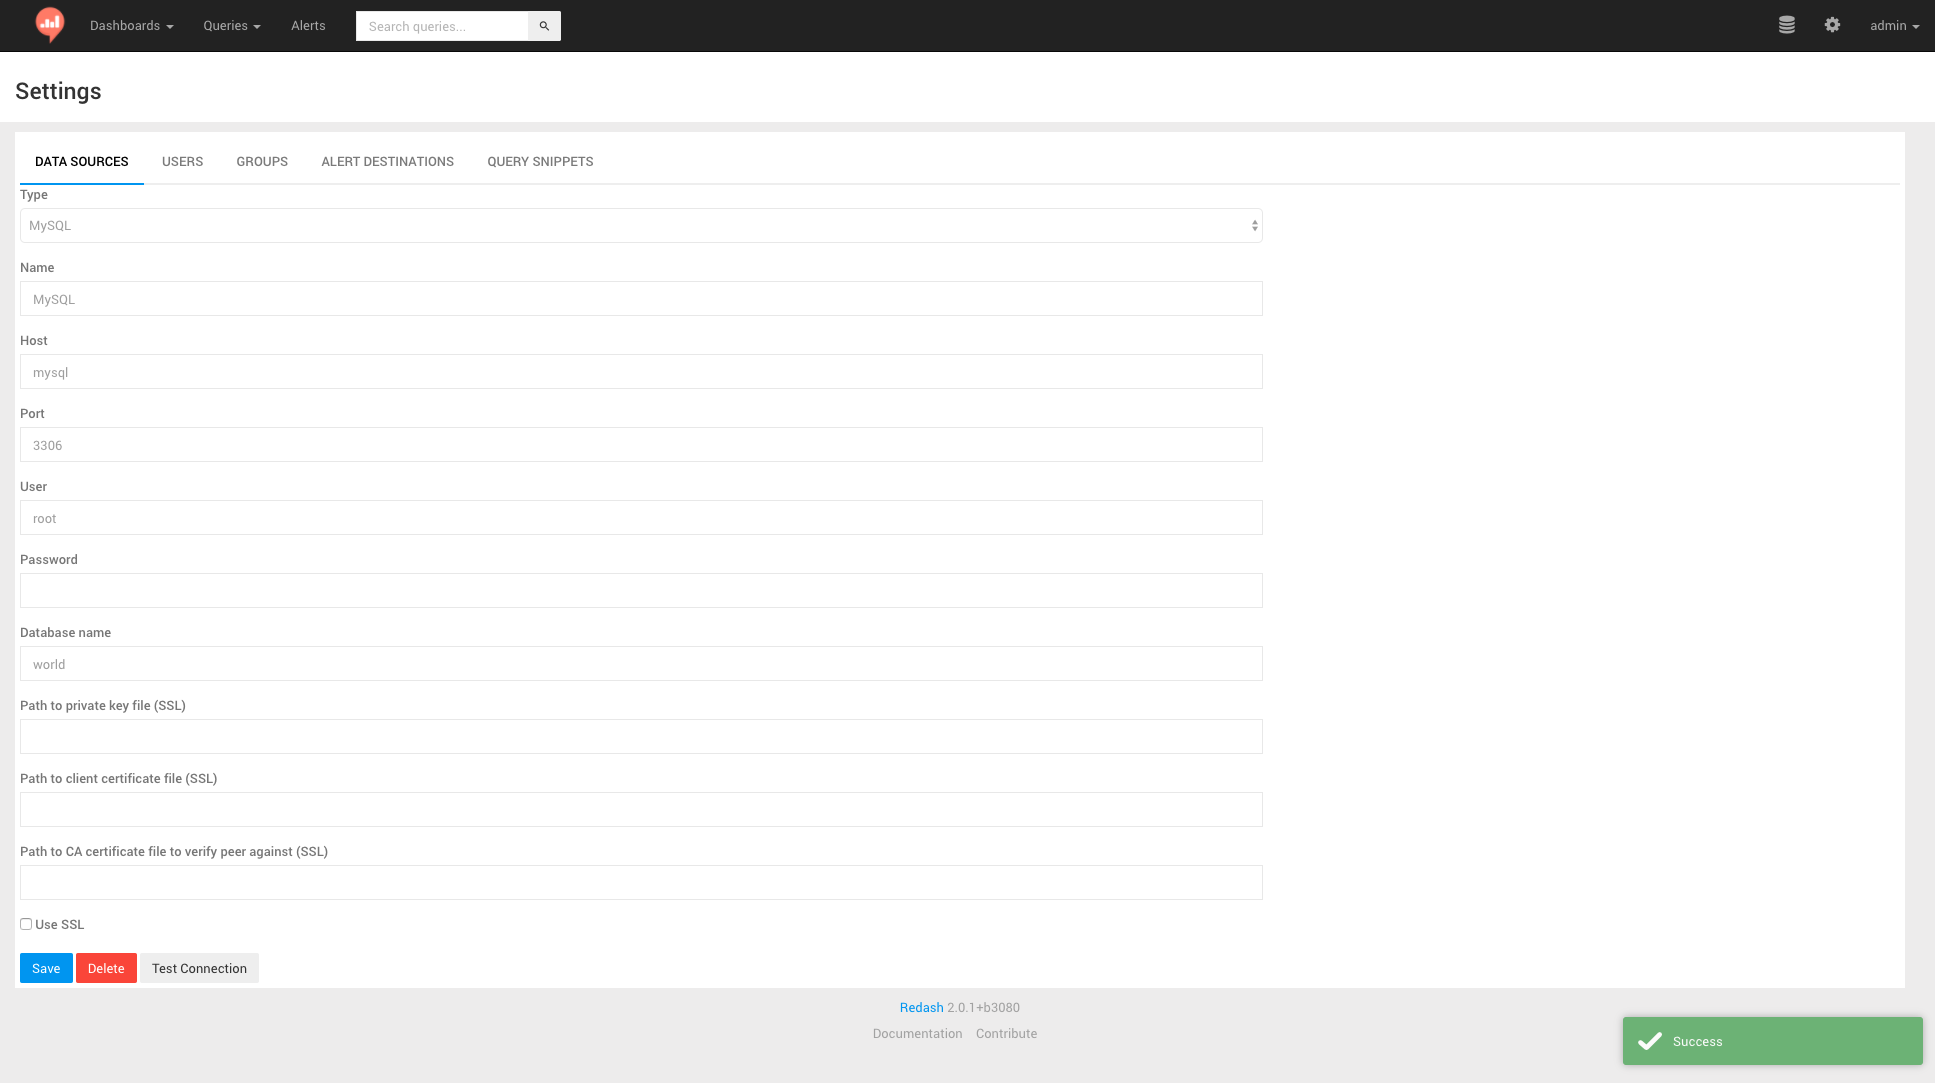 Dashboards Queries Alerts Search queries... admin
Settings
DATA SOURCES USERS GROUPS ALERT DESTINATIONS QUERY SNIPPETS
Type
MySQL
Name
MySQL
Host
mysql
Port
3306
User
root
Password
Database name
world
Path to private key file (SSL)
Path to client certificate file (SSL)
Path to CA certificate file to verify peer against (SSL)
Use SSL
Save Delete Test Connection
Redash 2.0.1+b3080
Documentation Contribute
Success